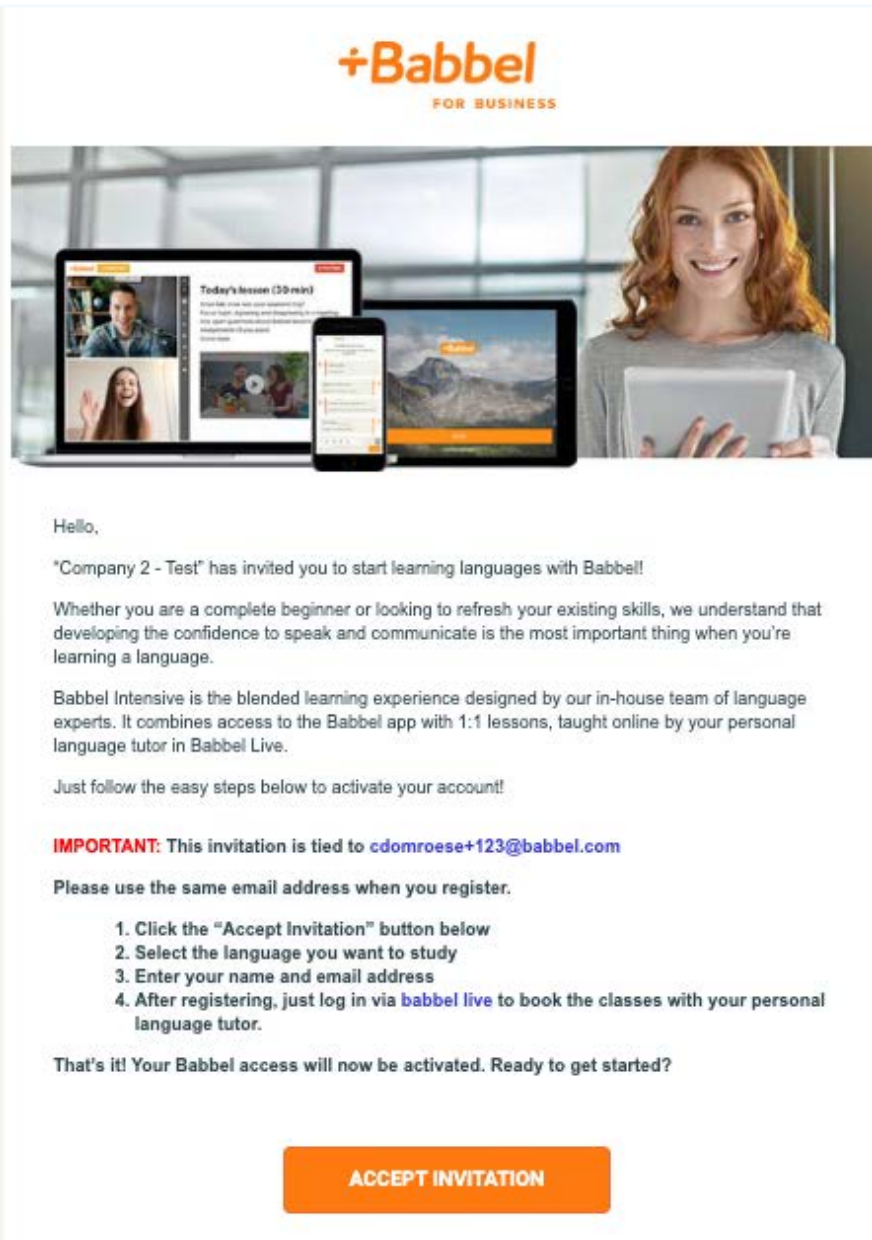 +Babbel
FOR BUSINESS
Today's lesson (30 min)
+Babbel
Hello,
"Company 2 - Test" has invited you to start learning languages with Babbel!
Whether you are a complete beginner or looking to refresh your existing skills, we understand that
developing the confidence to speak and communicate is the most important thing when you're
learning a language.
Babbel Intensive is the blended learning experience designed by our in-house team of language
experts. It combines access to the Babbel app with 1:1 lessons, taught online by your personal
language tutor in Babbel Live.
Just follow the easy steps below to activate your account!
IMPORTANT: This invitation is tied to cdomroese+123@babbel.com
Please use the same email address when you register.
1. Click the “Accept Invitation” button below
2. Select the language you want to study
3. Enter your name and email address
4. After registering, just log in via babbel live to book the classes with your personal
language tutor.
That's it! Your Babbel access will now be activated. Ready to get started?
ACCEPT INVITATION